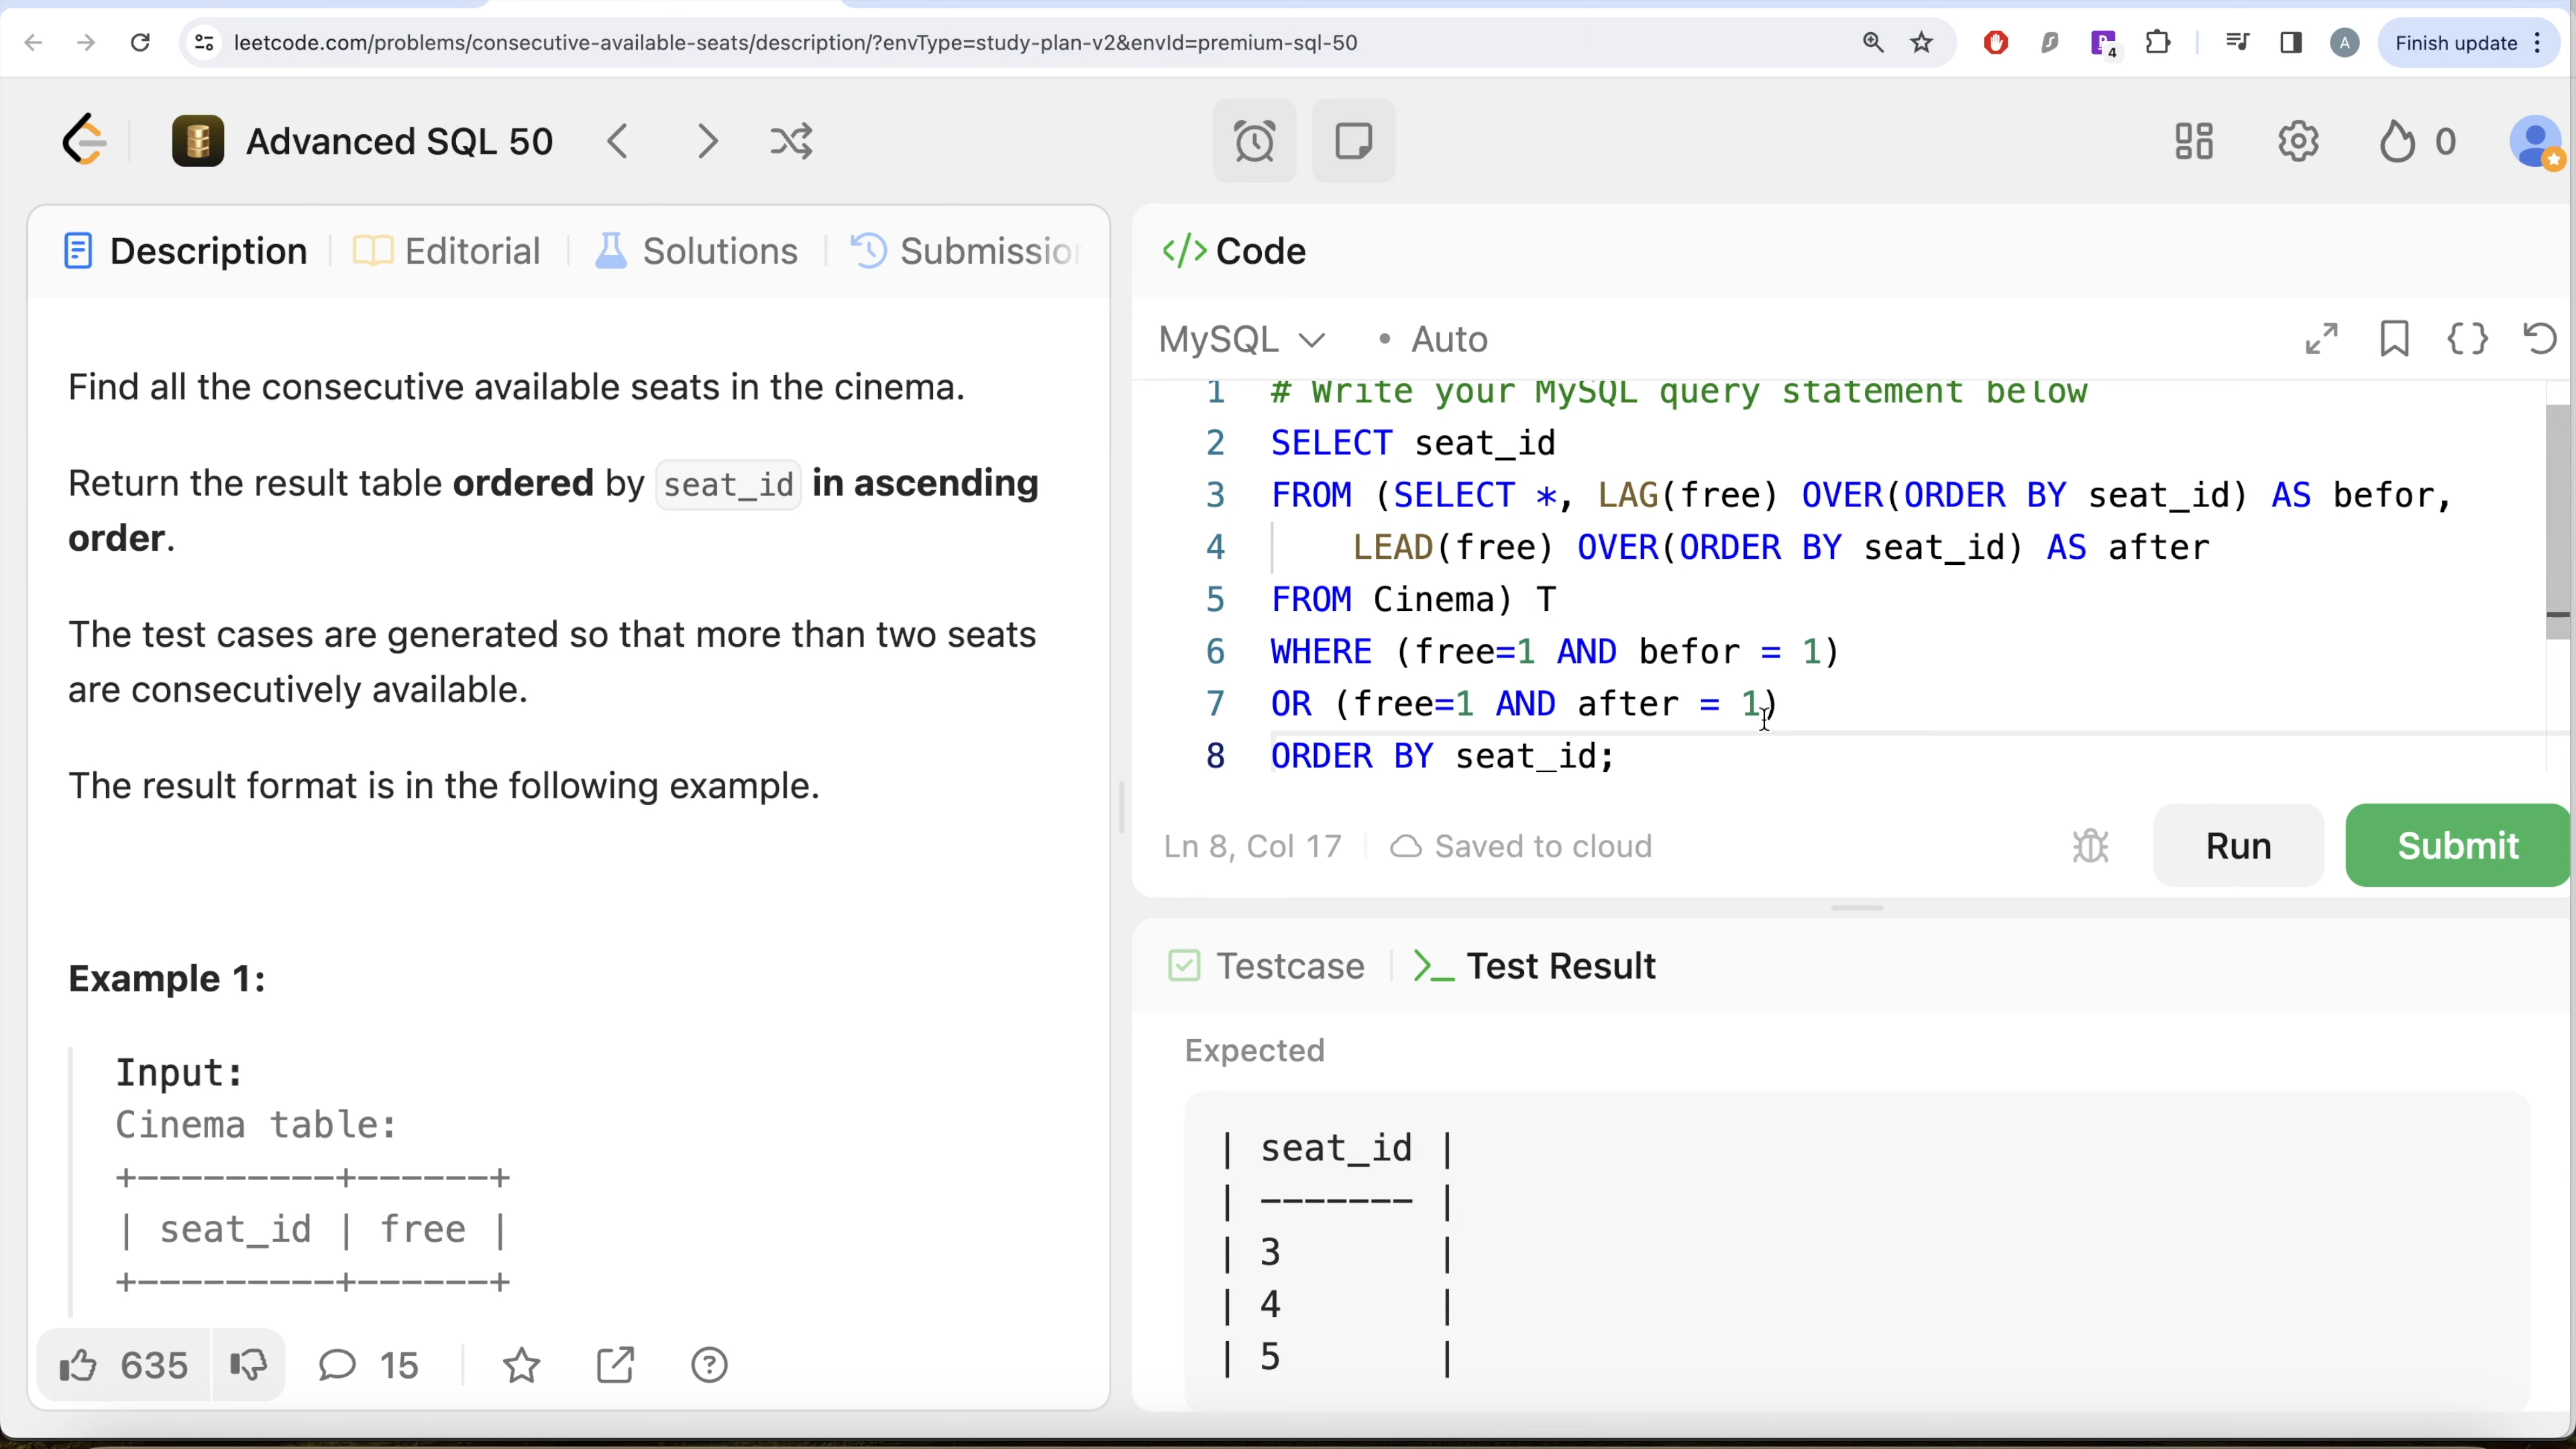 leetcode.com/problems/consecutive-available-seats/description/?envType=study-plan-v2&envId=premium-sql-50
4
A
Finish update
Advanced SQL 50
0
Description
Editorial
Solutions
Submission
Find all the consecutive available seats in the cinema.
Return the result table ordered by seat_id in ascending
order.
The test cases are generated so that more than two seats
are consecutively available.
The result format is in the following example.
Example 1:
Input:
Cinema table:
+---------+------+
| seat_id | free |
+---------+------+
635
15
</> Code
MySQL
• Auto
1 # Write your MySQL query statement below
2 SELECT seat_id
3 FROM (SELECT *, LAG(free) OVER(ORDER BY seat_id) AS befor,
4 LEAD(free) OVER(ORDER BY seat_id) AS after
5 FROM Cinema) T
6 WHERE (free=1 AND befor = 1)
7 OR (free=1 AND after = 1)
8 ORDER BY seat_id;
Ln 8, Col 17
Saved to cloud
Run
Submit
Testcase
>_ Test Result
Expected
| seat_id |
| ------- |
| 3 |
| 4 |
| 5 |